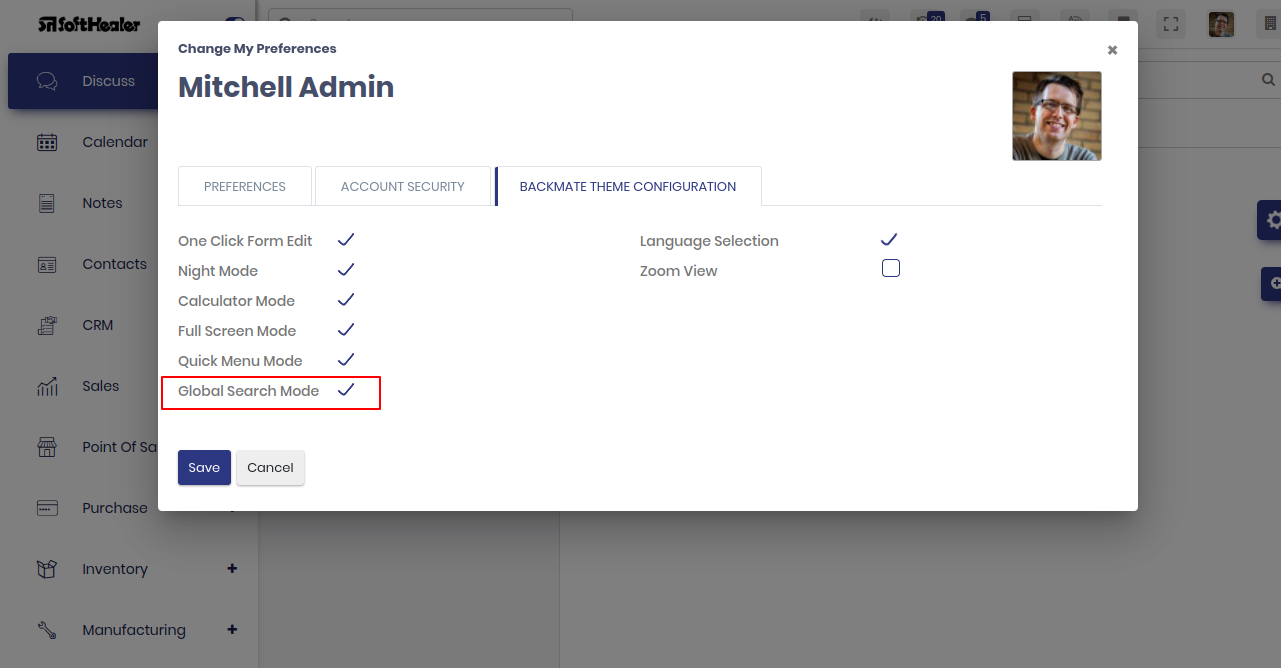 SoftHealer
20
5
Change My Preferences
Mitchell Admin
Discuss
Calendar
Notes
Contacts
CRM
Sales
Point Of Sa
Purchase
Inventory
Manufacturing
PREFERENCES
ACCOUNT SECURITY
BACKMATE THEME CONFIGURATION
One Click Form Edit
Language Selection
Night Mode
Zoom View
Calculator Mode
Full Screen Mode
Quick Menu Mode
Global Search Mode
Save
Cancel